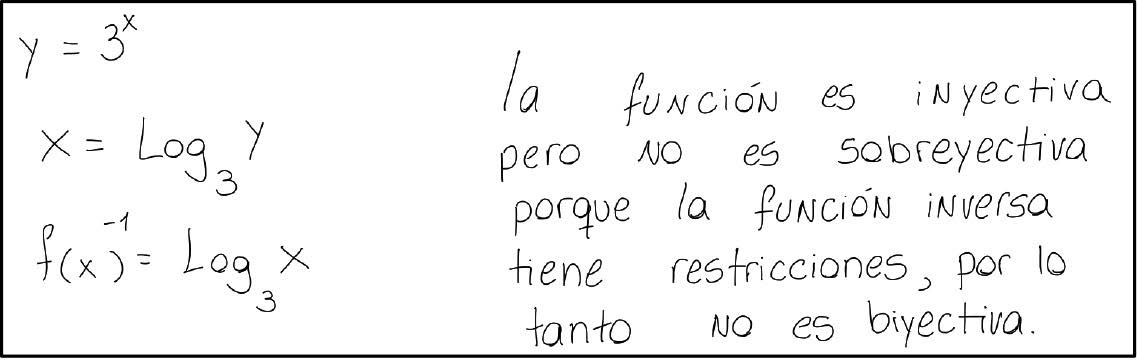 y = 3^x
x = Log_3 y
f(x)^-1 = Log_3 x
la función es inyectiva
pero no es sobreyectiva
porque la función inversa
tiene restricciones, por lo
tanto no es biyectiva.